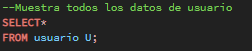 --Muestra todos los datos de usuario
SELECT*
FROM usuario U;